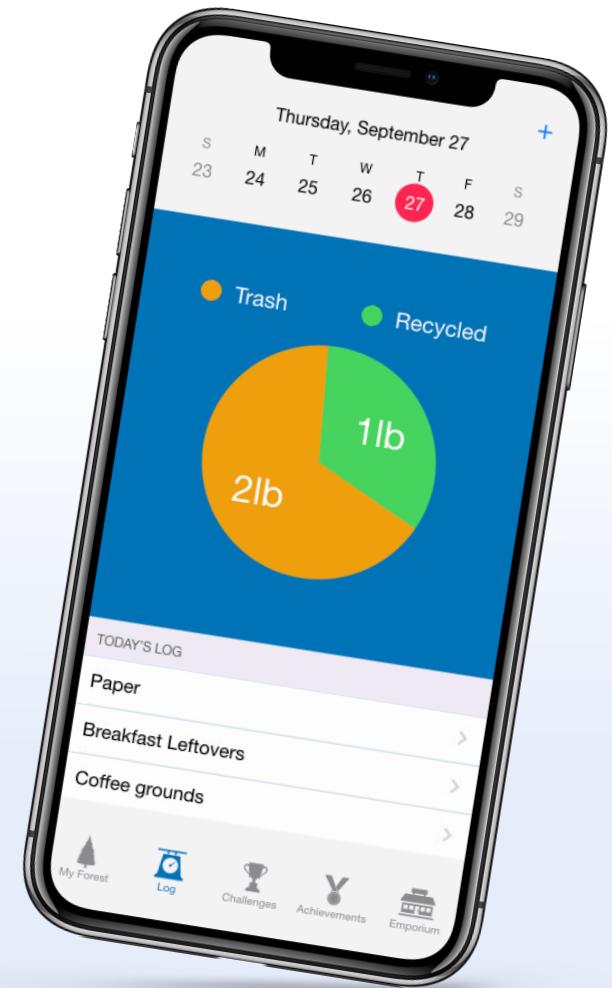 Thursday, September 27
+
S M T W T F S
23 24 25 26 27 28 29
Trash Recycled
1lb
2lb
TODAY'S LOG
Paper
Breakfast Leftovers
Coffee grounds
My Forest Log Challenges Achievements Emporium